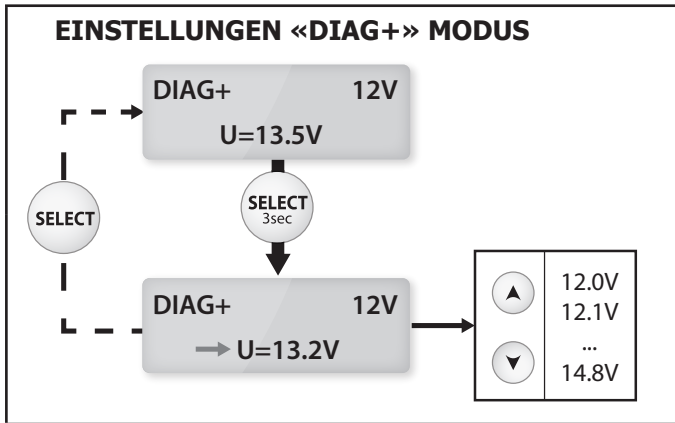 EINSTELLUNGEN «DIAG+» MODUS
DIAG+ 12V
U=13.5V
SELECT
SELECT
3sec
DIAG+ 12V
U=13.2V
12.0V
12.1V
...
14.8V